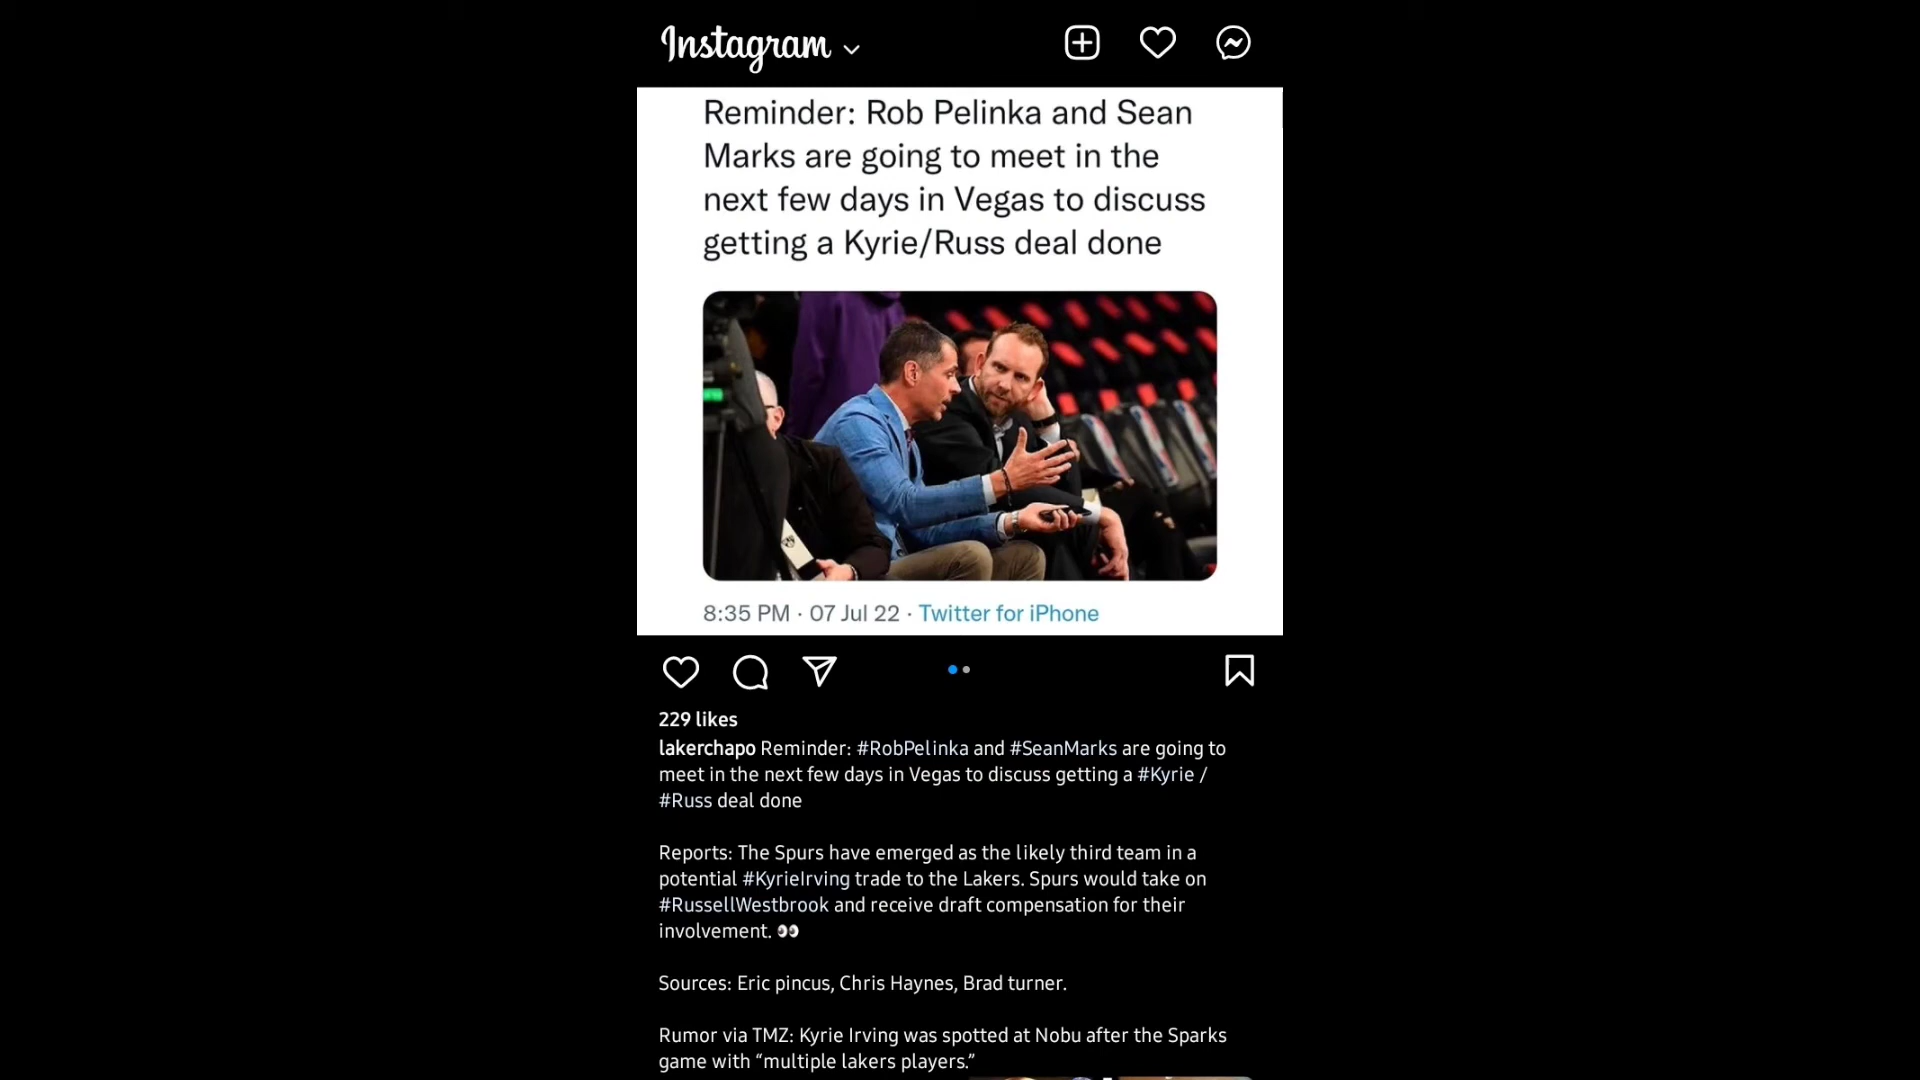 Instagram
Reminder: Rob Pelinka and Sean
Marks are going to meet in the
next few days in Vegas to discuss
getting a Kyrie/Russ deal done
8:35 PM · 07 Jul 22 · Twitter for iPhone
229 likes
lakerchapo Reminder: #RobPelinka and #SeanMarks are going to
meet in the next few days in Vegas to discuss getting a #Kyrie /
#Russ deal done
Reports: The Spurs have emerged as the likely third team in a
potential #KyrieIrving trade to the Lakers. Spurs would take on
#RussellWestbrook and receive draft compensation for their
involvement. 👀
Sources: Eric pincus, Chris Haynes, Brad turner.
Rumor via TMZ: Kyrie Irving was spotted at Nobu after the Sparks
game with “multiple lakers players.”